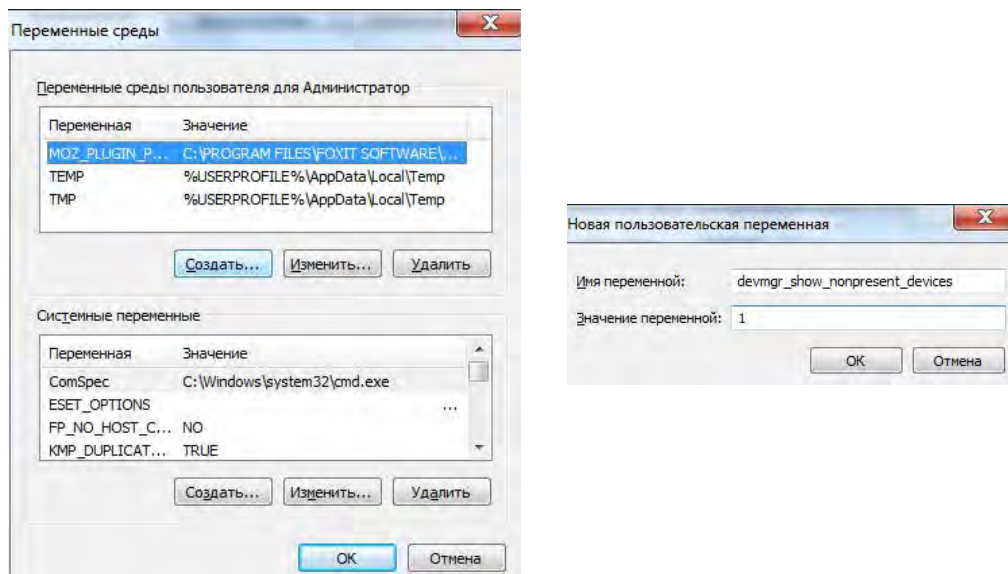 Переменные среды
Переменные среды пользователя для Администратор
Переменная Значение
MOZ_PLUGIN_P... C:\PROGRAM FILES\FOXIT SOFTWARE\...
TEMP %USERPROFILE%\AppData\Local\Temp
TMP %USERPROFILE%\AppData\Local\Temp
Создать... Изменить... Удалить
Системные переменные
Переменная Значение
ComSpec C:\Windows\system32\cmd.exe
ESET_OPTIONS ...
FP_NO_HOST_C... NO
KMP_DUPLICAT... TRUE
Создать... Изменить... Удалить
OK Отмена
Новая пользовательская переменная
Имя переменной: devmgr_show_nonpresent_devices
Значение переменной: 1
OK Отмена